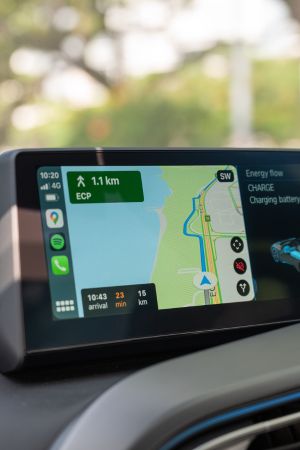 10:20
4G
1.1 km
ECP
SW
Energy flow
CHARGE
Charging battery
10:43 23 15
arrival min km